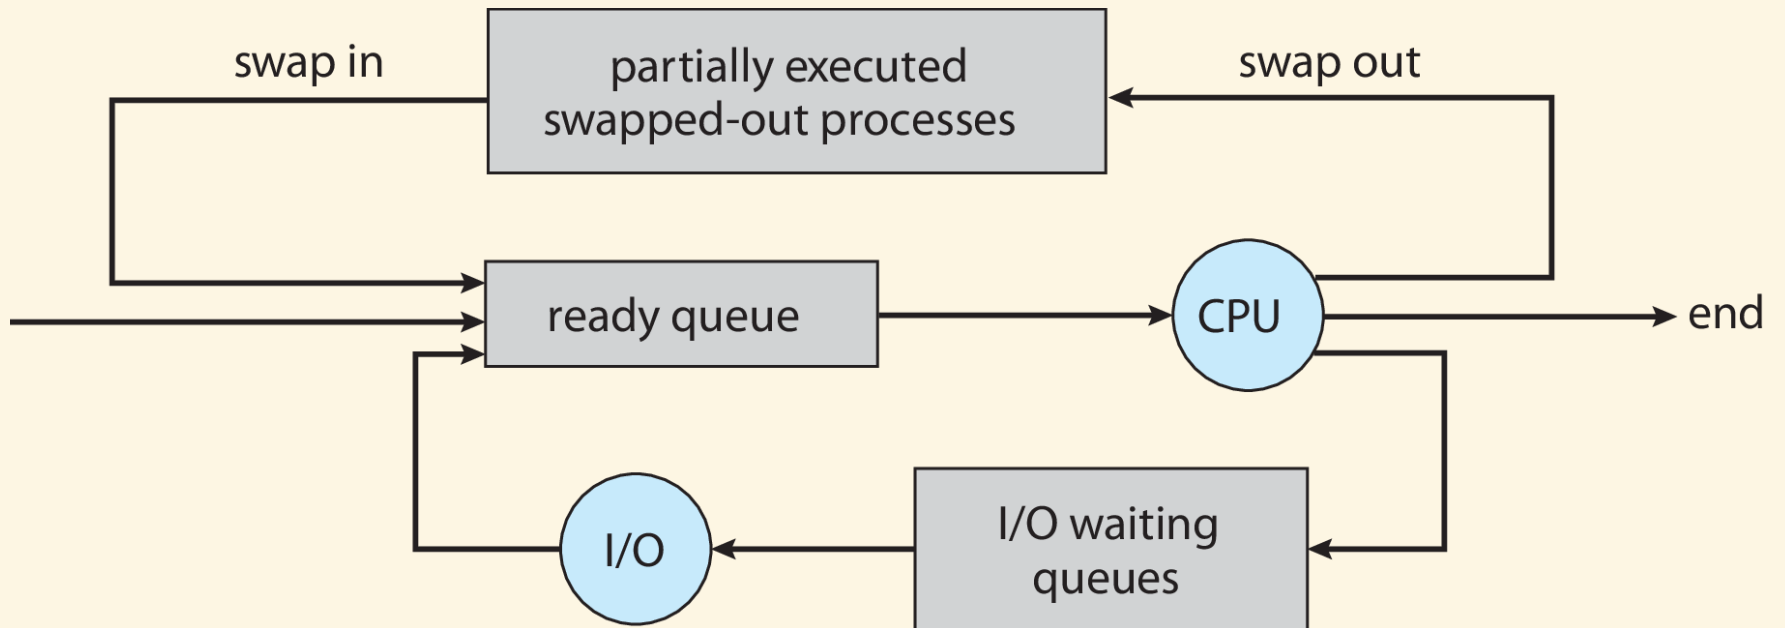 swap in
partially executed
swapped-out processes
swap out
ready queue
CPU
end
I/O
I/O waiting
queues